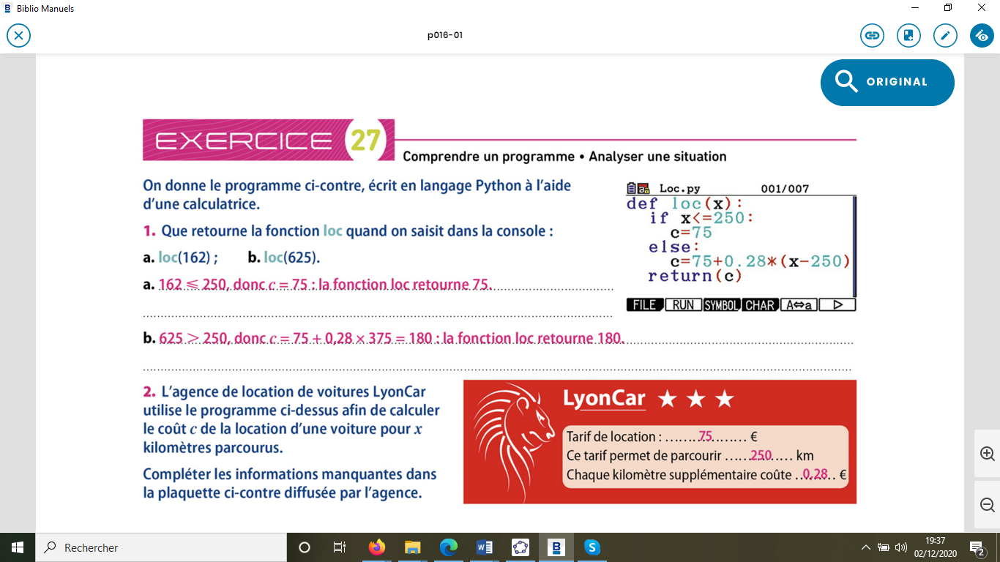 Biblio Manuels
p016-01
ORIGINAL
EXERCICE 27
Comprendre un programme • Analyser une situation
On donne le programme ci-contre, écrit en langage Python à l'aide
d'une calculatrice.
1. Que retourne la fonction loc quand on saisit dans la console :
a. loc(162) ; b. loc(625).
a. 162 ⩽ 250, donc c = 75 : la fonction loc retourne 75.
b. 625 > 250, donc c = 75 + 0,28 × 375 = 180 : la fonction loc retourne 180.
Loc.py 001/007
def loc(x):
if x<=250:
c=75
else:
c=75+0.28*(x-250)
return(c)
FILE RUN SYMBOL CHAR A⇔a ▷
2. L'agence de location de voitures LyonCar
utilise le programme ci-dessus afin de calculer
le coût c de la location d'une voiture pour x
kilomètres parcourus.
Compléter les informations manquantes dans
la plaquette ci-contre diffusée par l'agence.
LyonCar ★ ★ ★
Tarif de location : ........75........ €
Ce tarif permet de parcourir ......250..... km
Chaque kilomètre supplémentaire coûte ..0,28.. €
Rechercher
19:37
02/12/2020
2